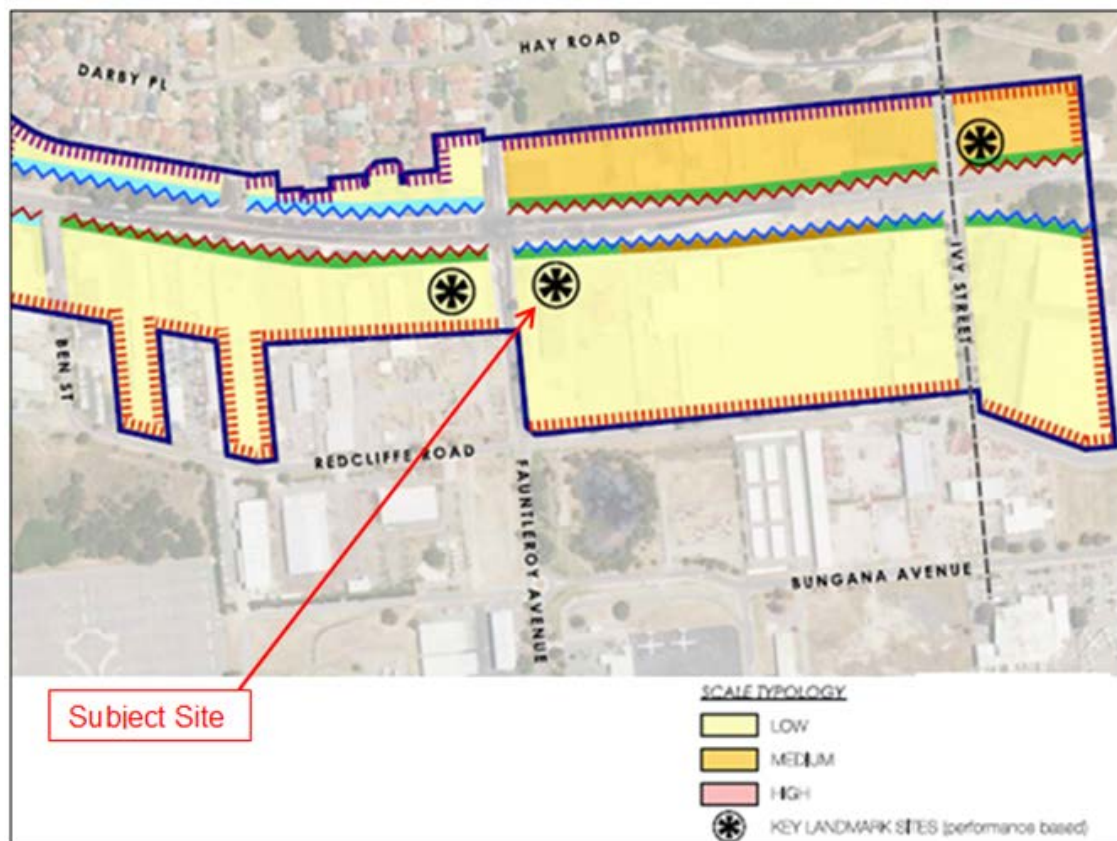 HAY ROAD
DARBY PL
IVY STREET
BEN ST
REDCLIFFE ROAD
FAUNTLEROY AVENUE
BUNGANA AVENUE
Subject Site
SCALE TYPOLOGY
LOW
MEDIUM
HIGH
KEY LANDMARK SITES (performance based)